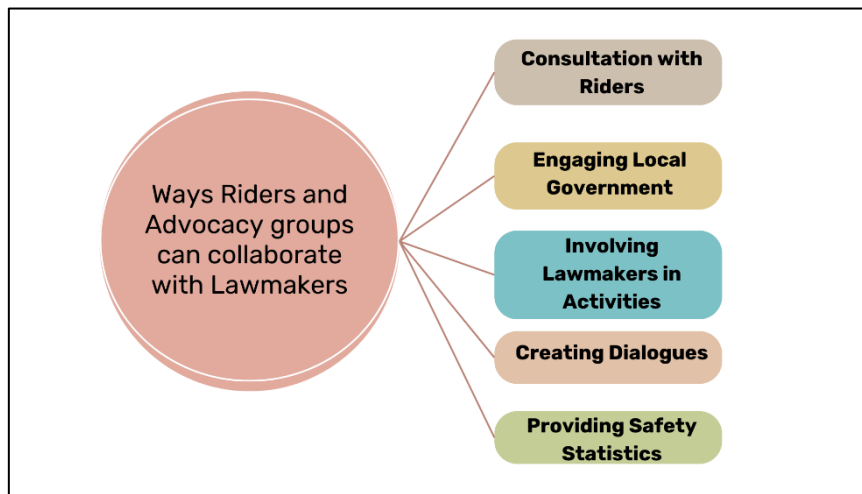 Ways Riders and
Advocacy groups
can collaborate
with Lawmakers
Consultation with
Riders
Engaging Local
Government
Involving
Lawmakers in
Activities
Creating Dialogues
Providing Safety
Statistics